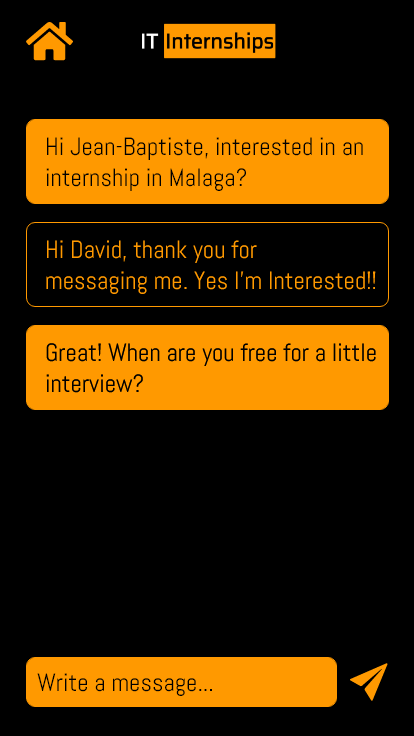 IT Internships
Hi Jean-Baptiste, interested in an
internship in Malaga?
Hi David, thank you for
messaging me. Yes I'm Interested!!
Great! When are you free for a little
interview?
Write a message...